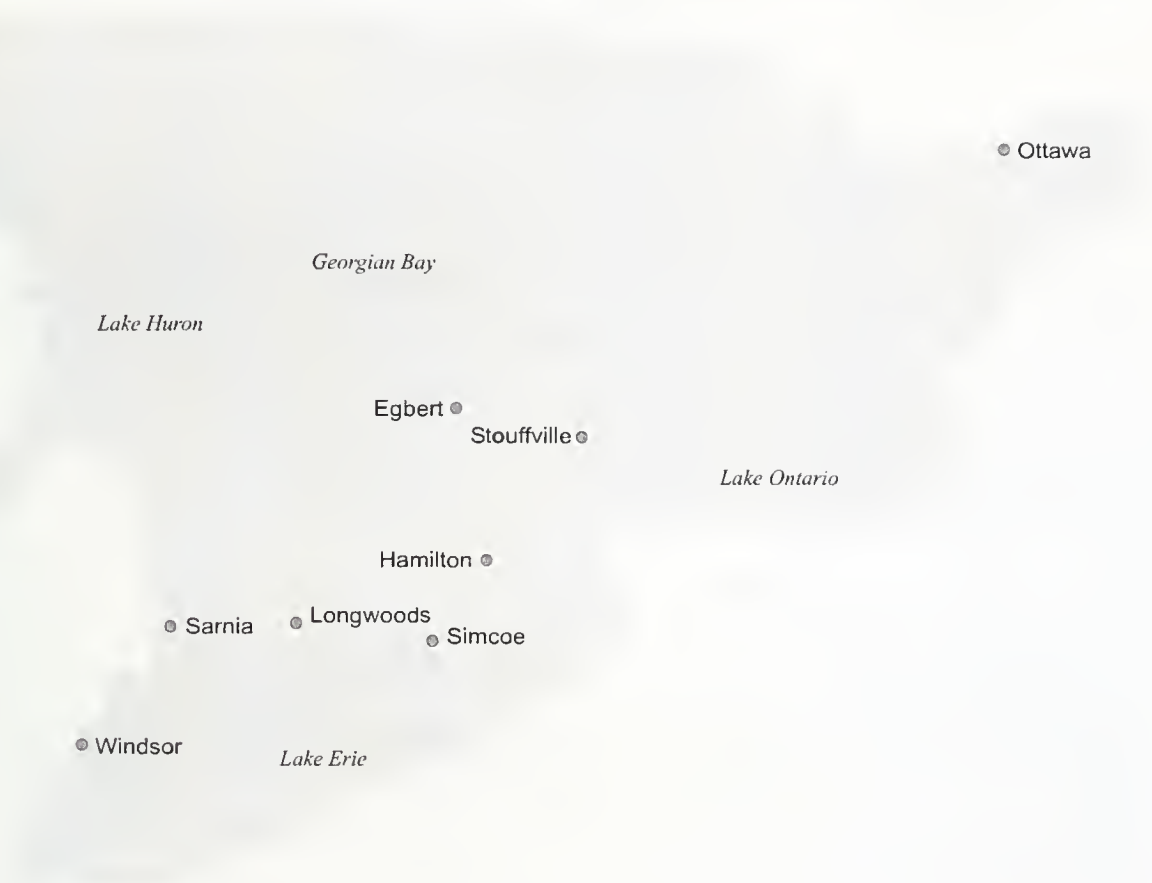 Ottawa
Georgian Bay
Lake Huron
Egbert
Stouffville
Lake Ontario
Hamilton
Longwoods
Sarnia
Simcoe
Windsor
Lake Erie